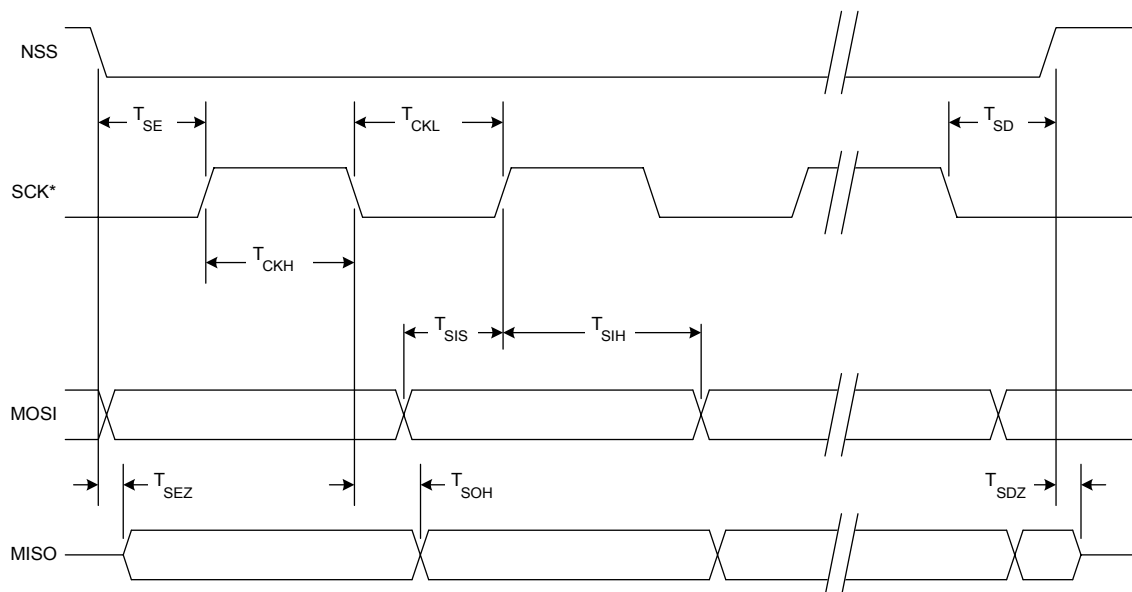 NSS
T_SE
T_CKL
T_SD
SCK*
T_CKH
T_SIS
T_SIH
MOSI
T_SEZ
T_SOH
T_SDZ
MISO